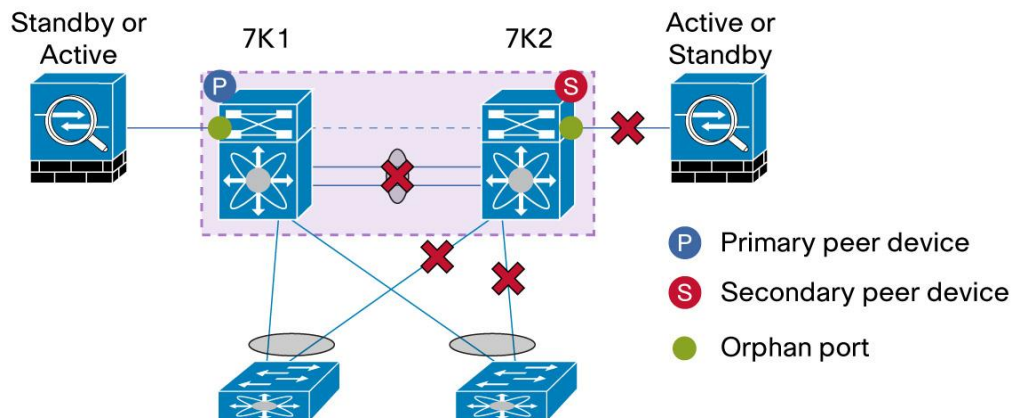 Standby or
Active
7K1
7K2
Active or
Standby
P
S
P Primary peer device
S Secondary peer device
Orphan port